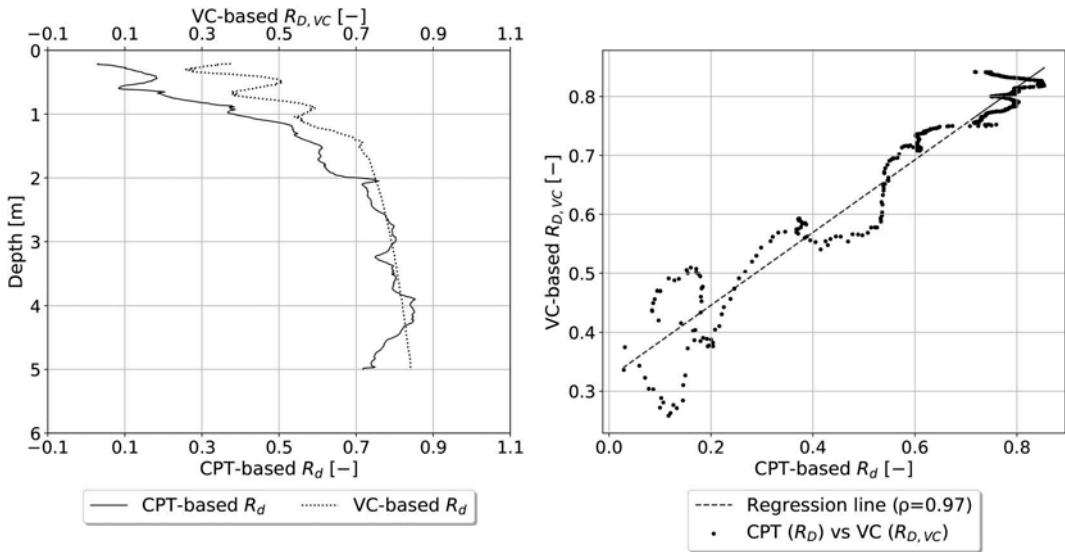 VC-based R_D,VC [−]
−0.1 0.1 0.3 0.5 0.7 0.9 1.1
0
1
2
3
4
5
6
Depth [m]
−0.1 0.1 0.3 0.5 0.7 0.9 1.1
CPT-based R_d [−]
CPT-based R_d
VC-based R_d
VC-based R_D,VC [−]
0.8
0.7
0.6
0.5
0.4
0.3
0.0 0.2 0.4 0.6 0.8
CPT-based R_d [−]
Regression line (ρ=0.97)
CPT (R_D) vs VC (R_D,VC)